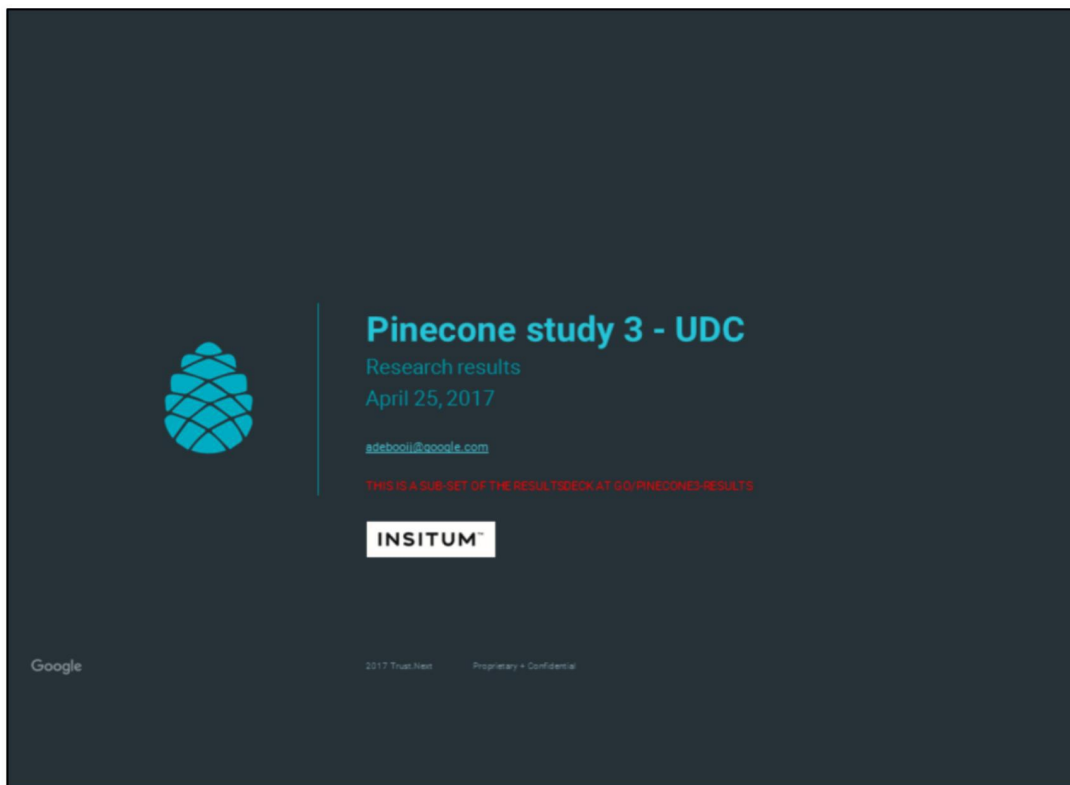 Pinecone study 3 - UDC
Research results
April 25, 2017
adebooij@google.com
THIS IS A SUB-SET OF THE RESULTSDECK AT GO/PINECONE3-RESULTS
INSITUM™
Google
2017 Trust.Next Proprietary + Confidential